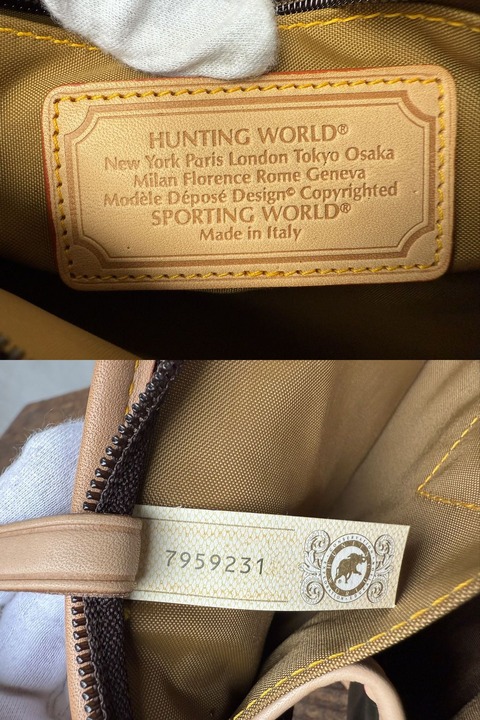 HUNTING WORLD®
New York Paris London Tokyo Osaka
Milan Florence Rome Geneva
Modèle Déposé Design© Copyrighted
SPORTING WORLD®
Made in Italy
7959231